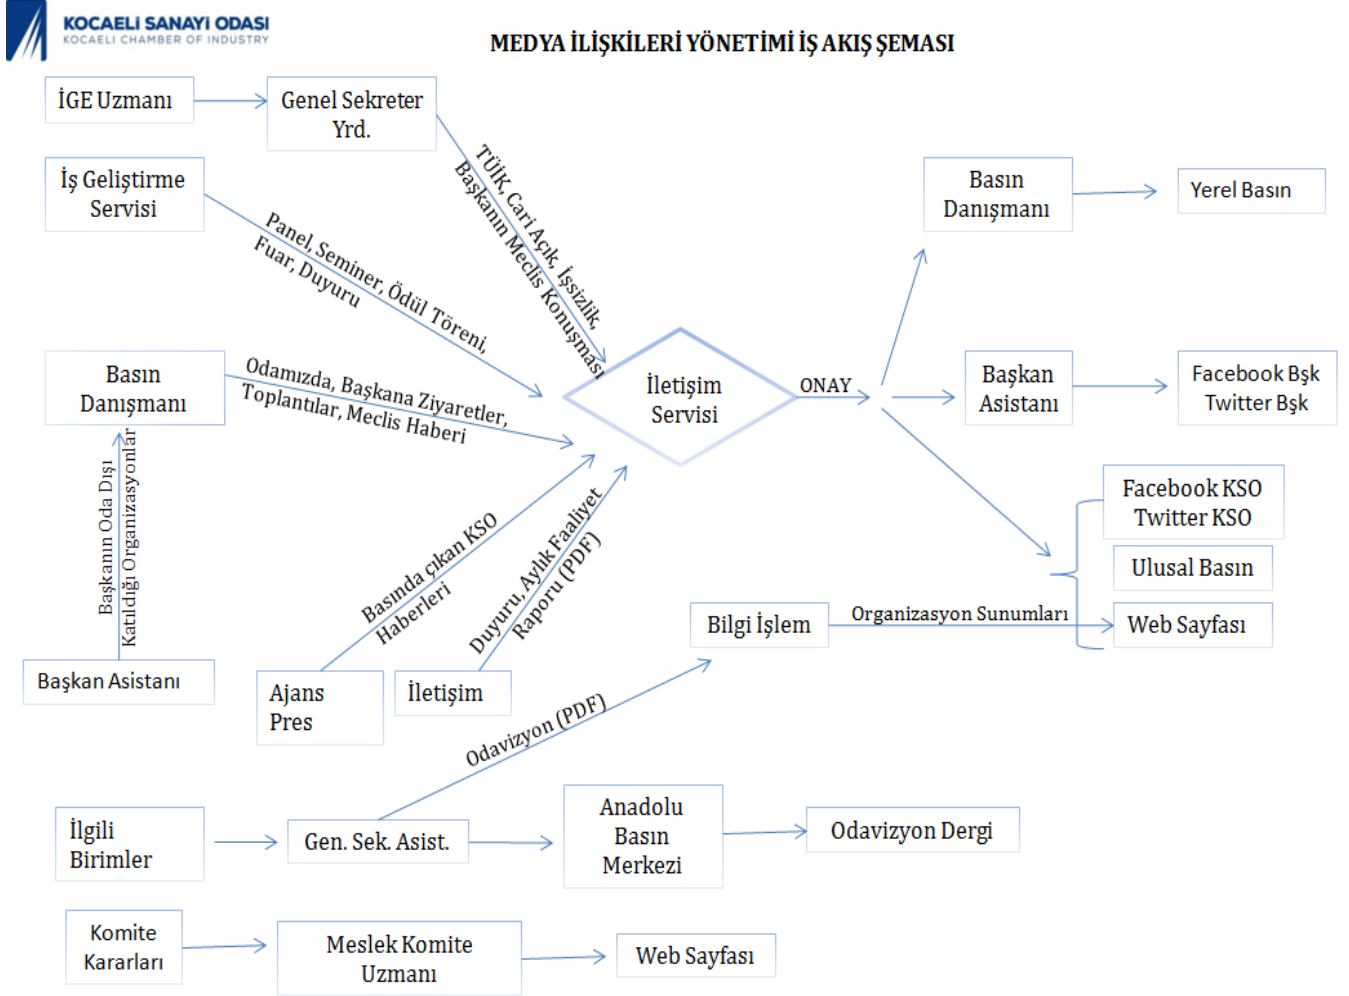 KOCAELİ SANAYİ ODASI
KOCAELİ CHAMBER OF INDUSTRY
MEDYA İLİŞKİLERİ YÖNETİMİ İŞ AKIŞ ŞEMASI
İGE Uzmanı
Genel Sekreter
Yrd.
TÜİK, Cari Açık, İşsizlik,
Başkanın Meclis Konuşması
İş Geliştirme
Servisi
Panel, Seminer, Ödül Töreni,
Fuar, Duyuru
Basın
Danışmanı
Odamızda, Başkana Ziyaretler,
Toplantılar, Meclis Haberi
Başkanın Oda Dışı
Katıldığı Organizasyonlar
Başkan Asistanı
Ajans
Pres
Basında çıkan KSO
Haberleri
İletişim
Duyuru, Aylık Faaliyet
Raporu (PDF)
İletişim
Servisi
ONAY
Basın
Danışmanı
Yerel Basın
Başkan
Asistanı
Facebook Bşk
Twitter Bşk
Facebook KSO
Twitter KSO
Ulusal Basın
Web Sayfası
Bilgi İşlem
Organizasyon Sunumları
Odavizyon (PDF)
İlgili
Birimler
Gen. Sek. Asist.
Anadolu
Basın
Merkezi
Odavizyon Dergi
Komite
Kararları
Meslek Komite
Uzmanı
Web Sayfası